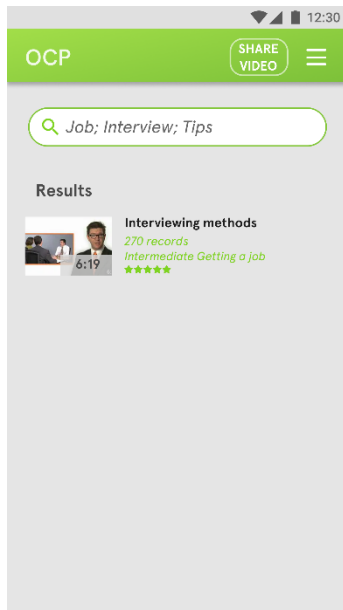 12:30
OCP
SHARE
VIDEO
Job; Interview; Tips
Results
Interviewing methods
270 records
Intermediate Getting a job
6:19